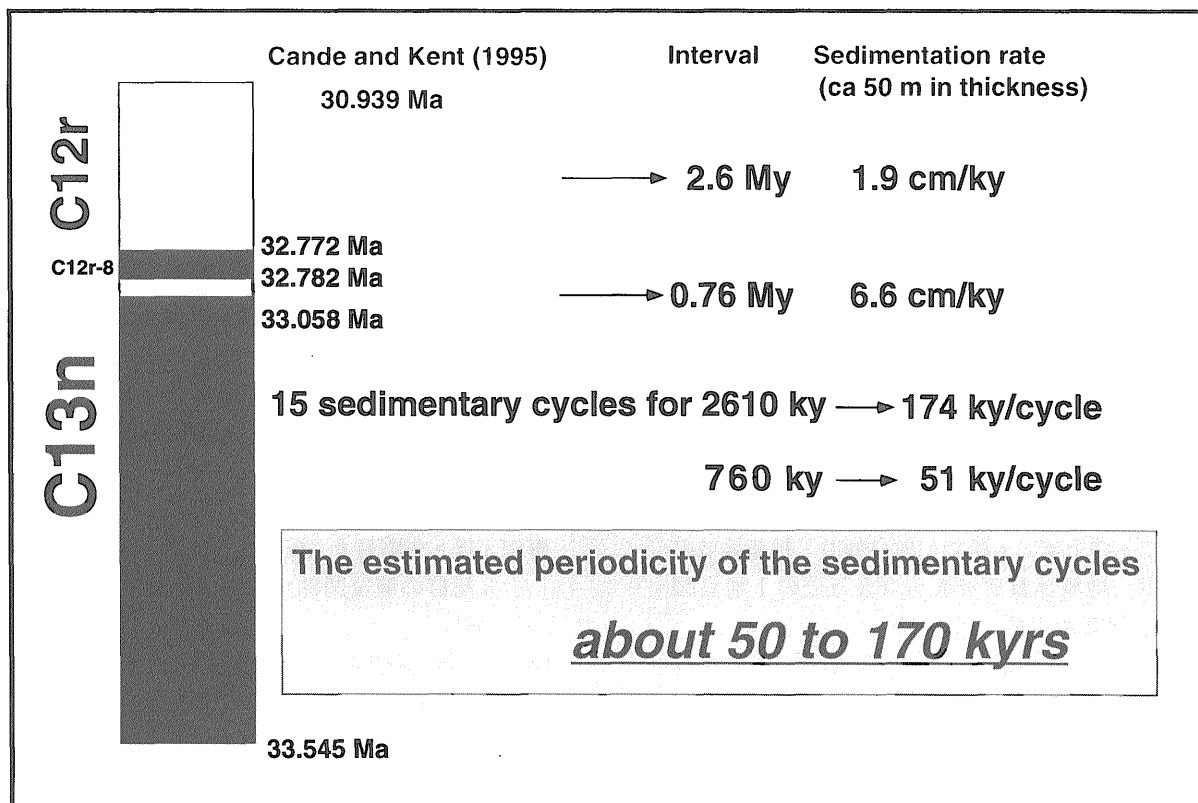 Cande and Kent (1995) Interval Sedimentation rate
(ca 50 m in thickness)
30.939 Ma
C12r
2.6 My 1.9 cm/ky
32.772 Ma
C12r-8
32.782 Ma
0.76 My 6.6 cm/ky
33.058 Ma
C13n
15 sedimentary cycles for 2610 ky 174 ky/cycle
760 ky 51 ky/cycle
The estimated periodicity of the sedimentary cycles
about 50 to 170 kyrs
33.545 Ma